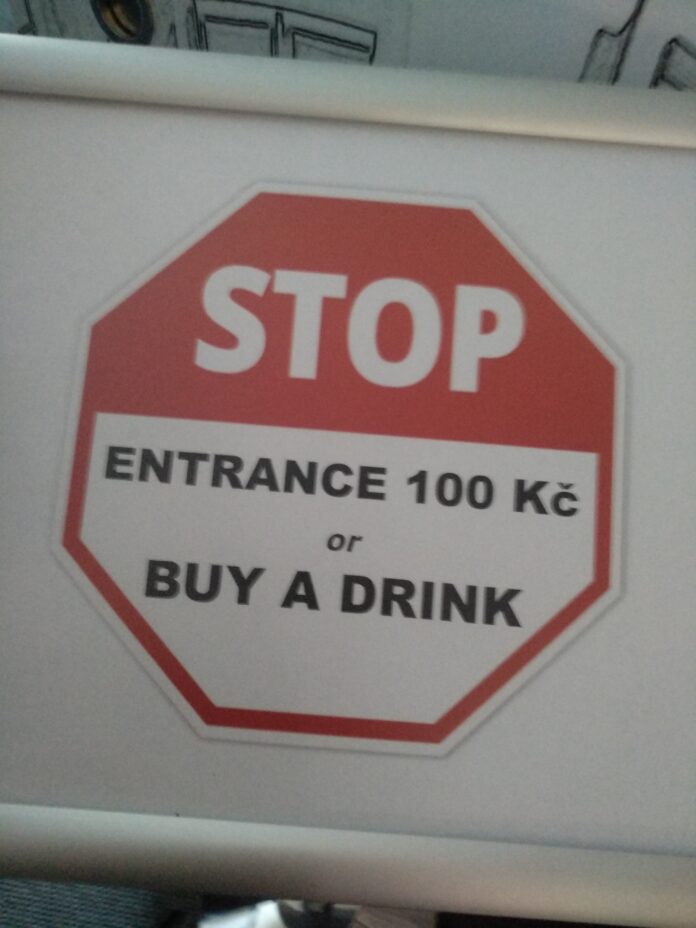 STOP
ENTRANCE 100 Kč
or
BUY A DRINK